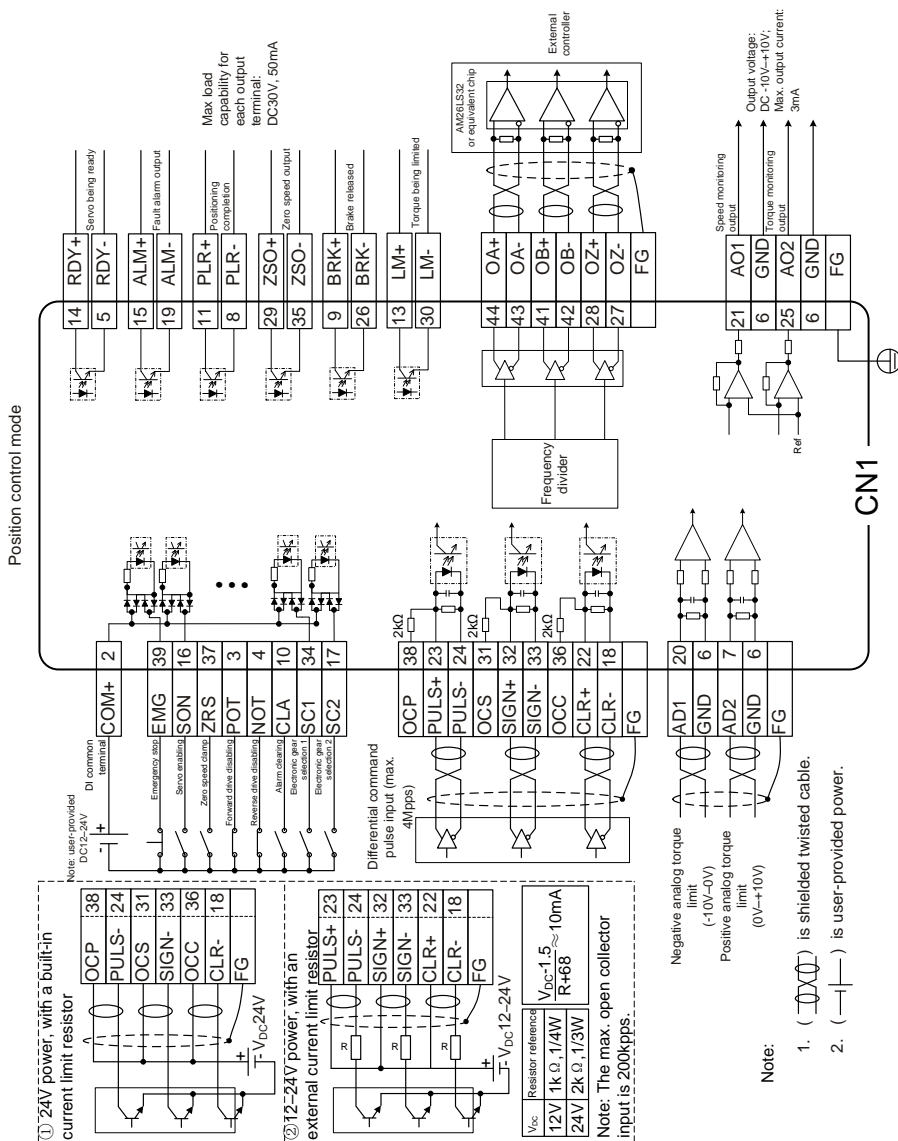 Position control mode
Note: user-provided
DC12–24V
DI common
terminal
COM+ 2
Emergency stop EMG 39
Servo enabling SON 16
Zero speed clamp ZRS 37
Forward drive disabling POT 3
Reverse drive disabling NOT 4
Alarm clearing CLA 10
Electronic gear
selection 1 SC1 34
Electronic gear
selection 2 SC2 17
14 RDY+
5 RDY-
Servo being ready
15 ALM+
19 ALM-
Fault alarm output
11 PLR+
8 PLR-
Positioning
completion
29 ZSO+
35 ZSO-
Zero speed output
9 BRK+
26 BRK-
Brake released
13 LM+
30 LM-
Torque being limited
Max load
capability for
each output
terminal:
DC30V, 50mA
Differential command
pulse input (max.
4Mpps)
OCP 38 2kΩ
PULS+ 23
PULS- 24
OCS 31 2kΩ
SIGN+ 32
SIGN- 33
OCC 36 2kΩ
CLR+ 22
CLR- 18
FG
Frequency
divider
44 OA+
43 OA-
41 OB+
42 OB-
28 OZ+
27 OZ-
FG
AM26LS32
or equivalent chip
External
controller
Negative analog torque
limit
(-10V–0V)
Positive analog torque
limit
(0V–+10V)
AD1 20
GND 6
AD2 7
GND 6
FG
Ref
21 AO1
6 GND
25 AO2
6 GND
FG
Speed monitoring
output
Torque monitoring
output
Output voltage:
DC -10V–+10V;
Max. output current:
3mA
CN1
① 24V power, with a built-in
current limit resistor
OCP 38
PULS- 24
OCS 31
SIGN- 33
OCC 36
CLR- 18
FG
VDC24V
②12–24V power, with an
external current limit resistor
PULS+ 23
PULS- 24
SIGN+ 32
SIGN- 33
CLR+ 22
CLR- 18
FG
R
R
R
VDC12–24V
VDC Resistor reference
12V 1kΩ,1/4W
24V 2kΩ,1/3W
VDC-1.5
R+68
≈10mA
Note: The max. open collector
input is 200kpps.
Note:
1. ( ) is shielded twisted cable.
2. ( ) is user-provided power.